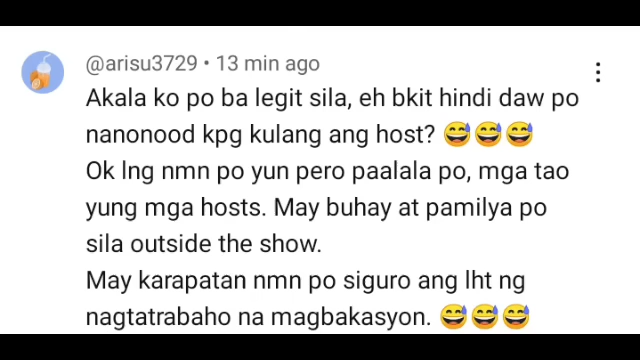 @arisu3729 • 13 min ago
Akala ko po ba legit sila, eh bkit hindi daw po
nanonood kpg kulang ang host? 😅😅😅
Ok lng nmn po yun pero paalala po, mga tao
yung mga hosts. May buhay at pamilya po
sila outside the show.
May karapatan nmn po siguro ang lht ng
nagtatrabaho na magbakasyon. 😅😅😅